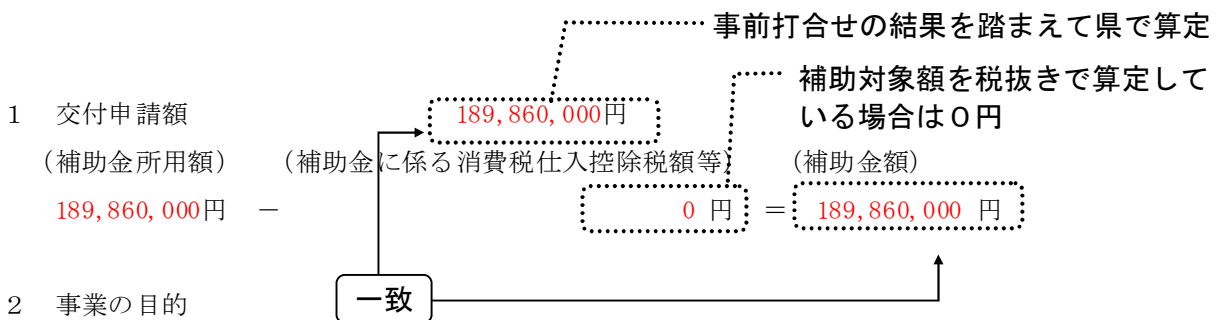 事前打合せの結果を踏まえて県で算定
補助対象額を税抜きで算定して
いる場合は０円
１　交付申請額　189,860,000円
（補助金所用額）　（補助金に係る消費税仕入控除税額等）　（補助金額）
189,860,000円　－　0 円　＝　189,860,000 円
一致
２　事業の目的